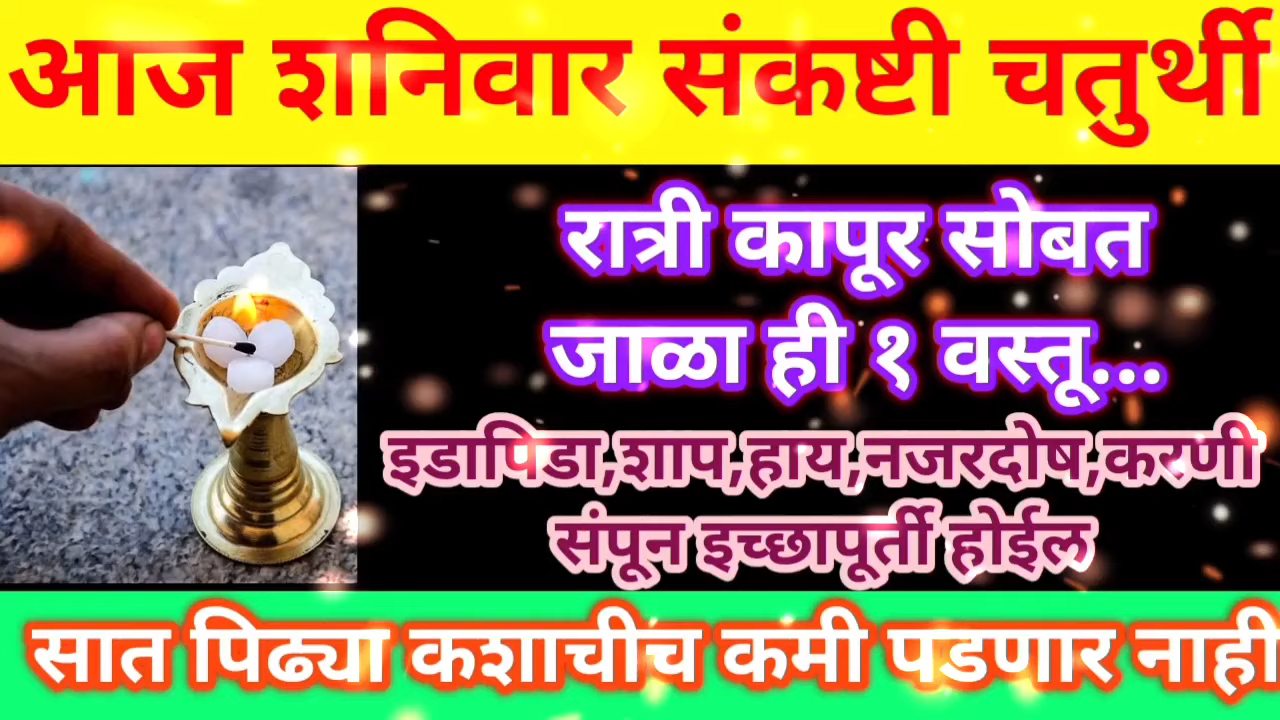 आज शनिवार संकष्टी चतुर्थी
रात्री कापूर सोबत
जाळा ही १ वस्तू...
इडापिडा,शाप,हाय,नजरदोष,करणी
संपून इच्छापूर्ती होईल
सात पिढ्या कशाचीच कमी पडणार नाही